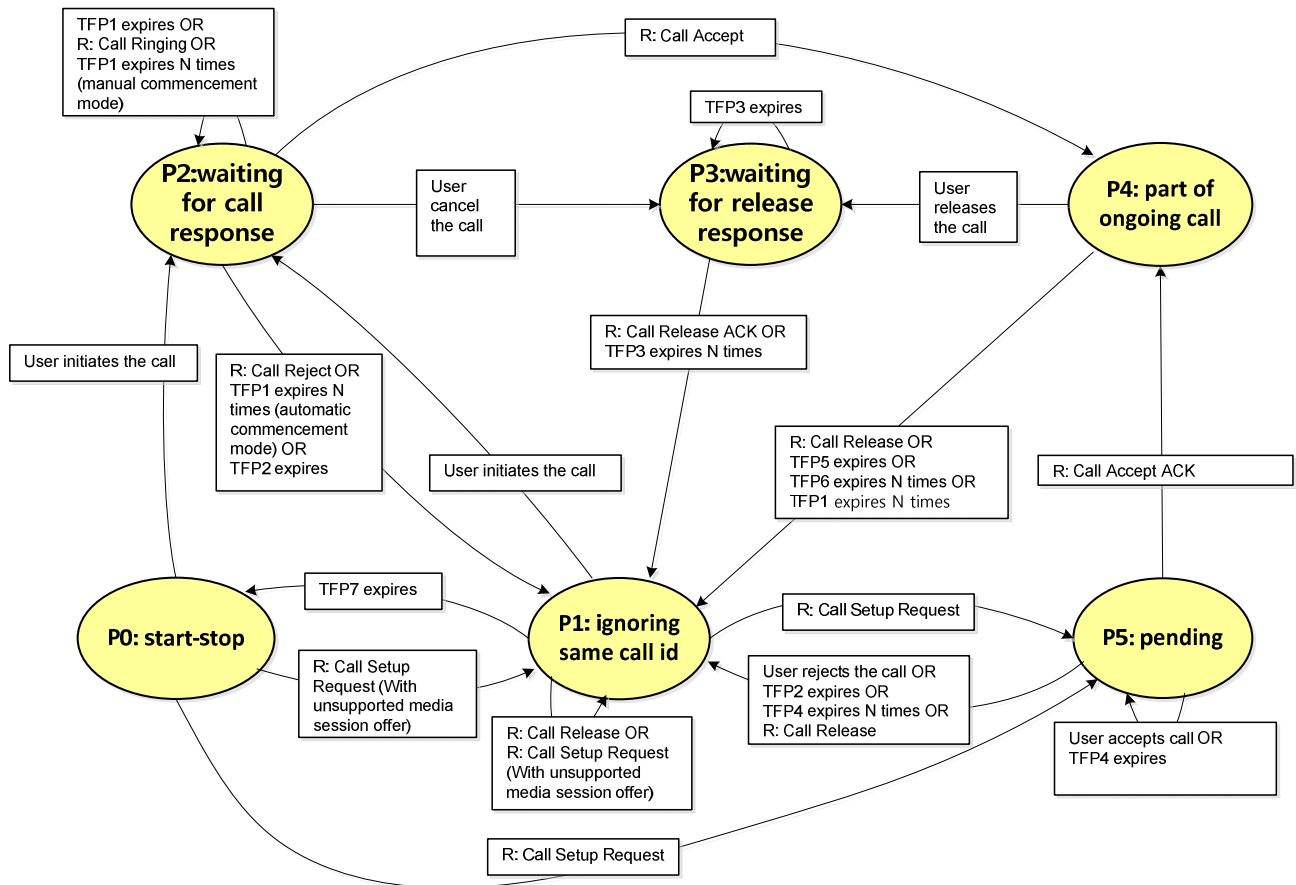 TFP1 expires OR
R: Call Ringing OR
TFP1 expires N times
(manual commencement
mode)
R: Call Accept
TFP3 expires
P2:waiting
for call
response
User
cancel
the call
P3:waiting
for release
response
User
releases
the call
P4: part of
ongoing call
User initiates the call
R: Call Reject OR
TFP1 expires N
times (automatic
commencement
mode) OR
TFP2 expires
User initiates the call
R: Call Release ACK OR
TFP3 expires N times
R: Call Release OR
TFP5 expires OR
TFP6 expires N times OR
TFP1 expires N times
R: Call Accept ACK
P0: start-stop
TFP7 expires
R: Call Setup
Request (With
unsupported media
session offer)
P1: ignoring
same call id
R: Call Release OR
R: Call Setup Request
(With unsupported
media session offer)
R: Call Setup Request
User rejects the call OR
TFP2 expires OR
TFP4 expires N times OR
R: Call Release
P5: pending
User accepts call OR
TFP4 expires
R: Call Setup Request